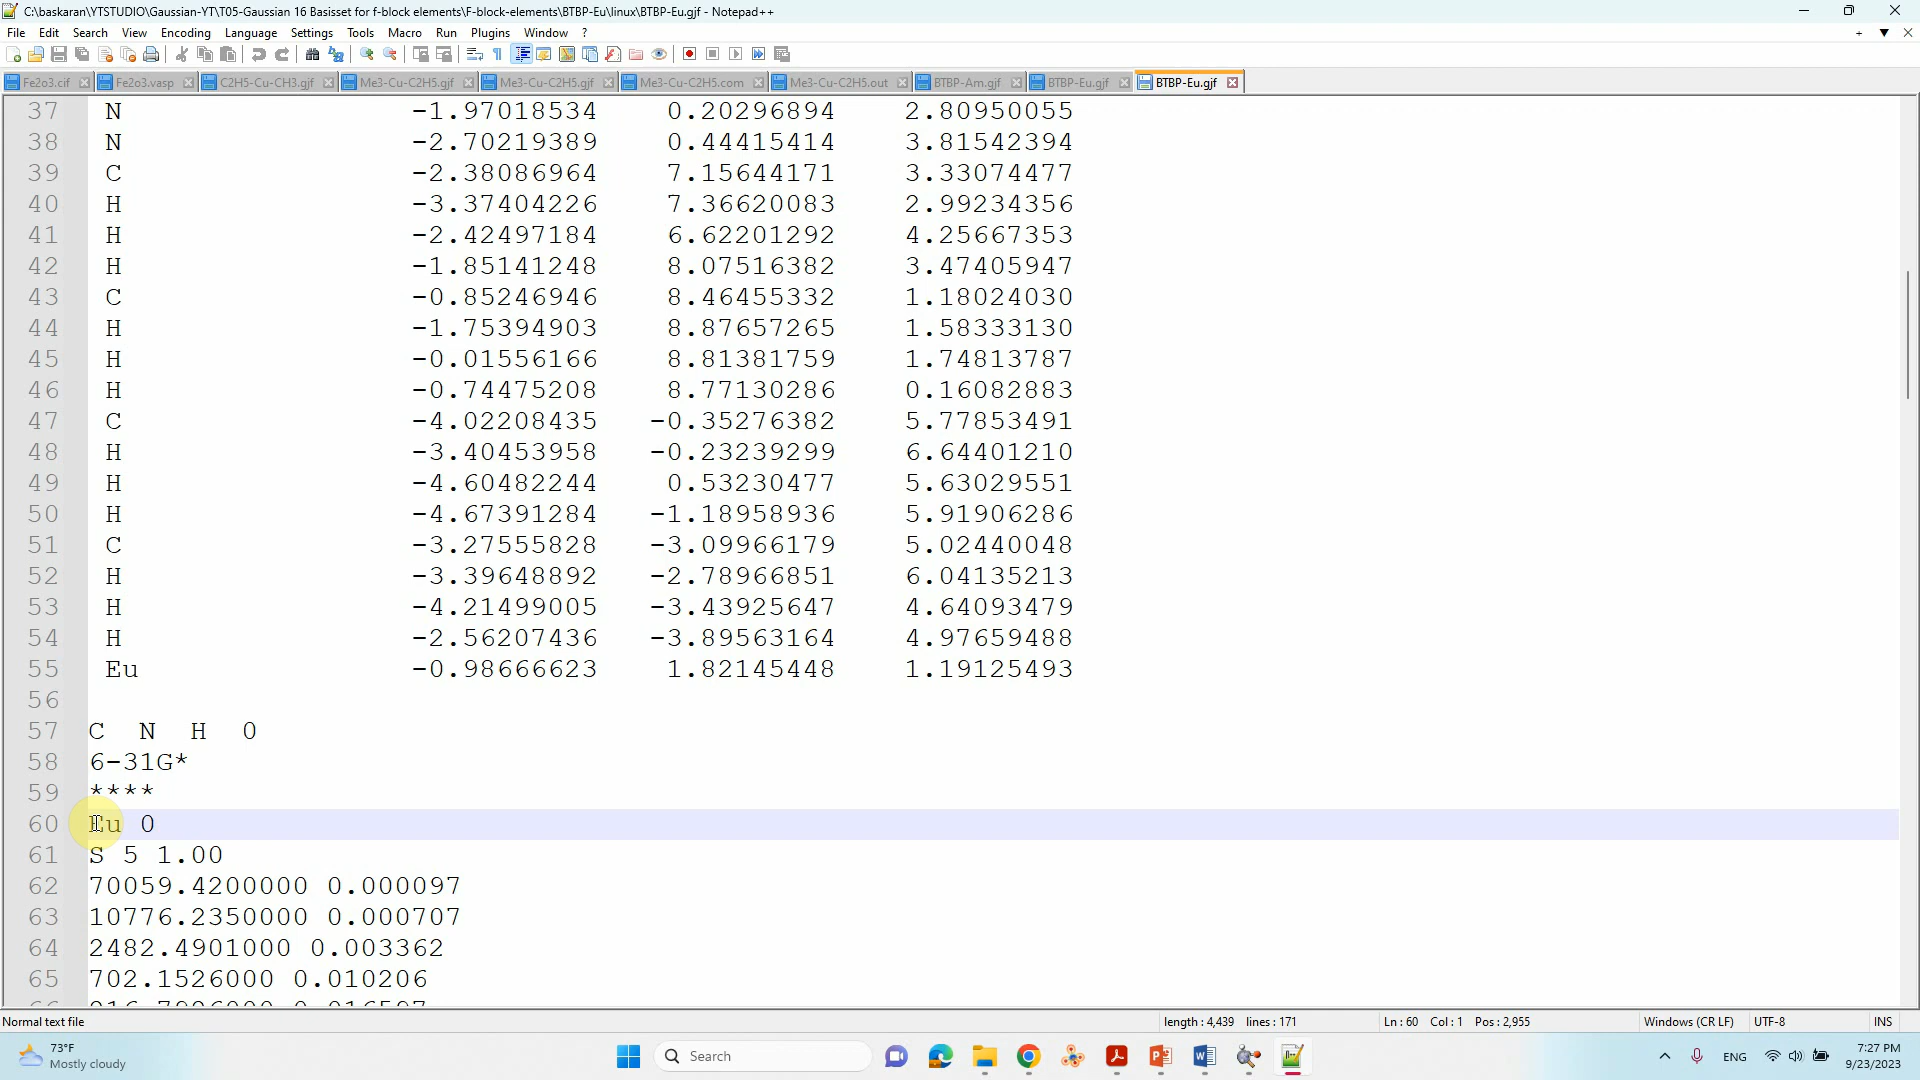 C:\baskaran\YTSTUDIO\Gaussian-YT\T05-Gaussian 16 Basisset for f-block elements\F-block-elements\BTBP-Eu\linux\BTBP-Eu.gjf - Notepad++
File Edit Search View Encoding Language Settings Tools Macro Run Plugins Window ?
Fe2o3.cif Fe2o3.vasp C2H5-Cu-CH3.gjf Me3-Cu-C2H5.gjf Me3-Cu-C2H5.gjf Me3-Cu-C2H5.com Me3-Cu-C2H5.out BTBP-Am.gjf BTBP-Eu.gjf BTBP-Eu.gjf
37 N -1.97018534 0.20296894 2.80950055
38 N -2.70219389 0.44415414 3.81542394
39 C -2.38086964 7.15644171 3.33074477
40 H -3.37404226 7.36620083 2.99234356
41 H -2.42497184 6.62201292 4.25667353
42 H -1.85141248 8.07516382 3.47405947
43 C -0.85246946 8.46455332 1.18024030
44 H -1.75394903 8.87657265 1.58333130
45 H -0.01556166 8.81381759 1.74813787
46 H -0.74475208 8.77130286 0.16082883
47 C -4.02208435 -0.35276382 5.77853491
48 H -3.40453958 -0.23239299 6.64401210
49 H -4.60482244 0.53230477 5.63029551
50 H -4.67391284 -1.18958936 5.91906286
51 C -3.27555828 -3.09966179 5.02440048
52 H -3.39648892 -2.78966851 6.04135213
53 H -4.21499005 -3.43925647 4.64093479
54 H -2.56207436 -3.89563164 4.97659488
55 Eu -0.98666623 1.82145448 1.19125493
56
57 C N H 0
58 6-31G*
59 ****
60 Eu 0
61 S 5 1.00
62 70059.4200000 0.000097
63 10776.2350000 0.000707
64 2482.4901000 0.003362
65 702.1526000 0.010206
Normal text file length : 4,439 lines : 171 Ln : 60 Col : 1 Pos : 2,955 Windows (CR LF) UTF-8 INS
73°F
Mostly cloudy
Search
ENG
7:27 PM
9/23/2023